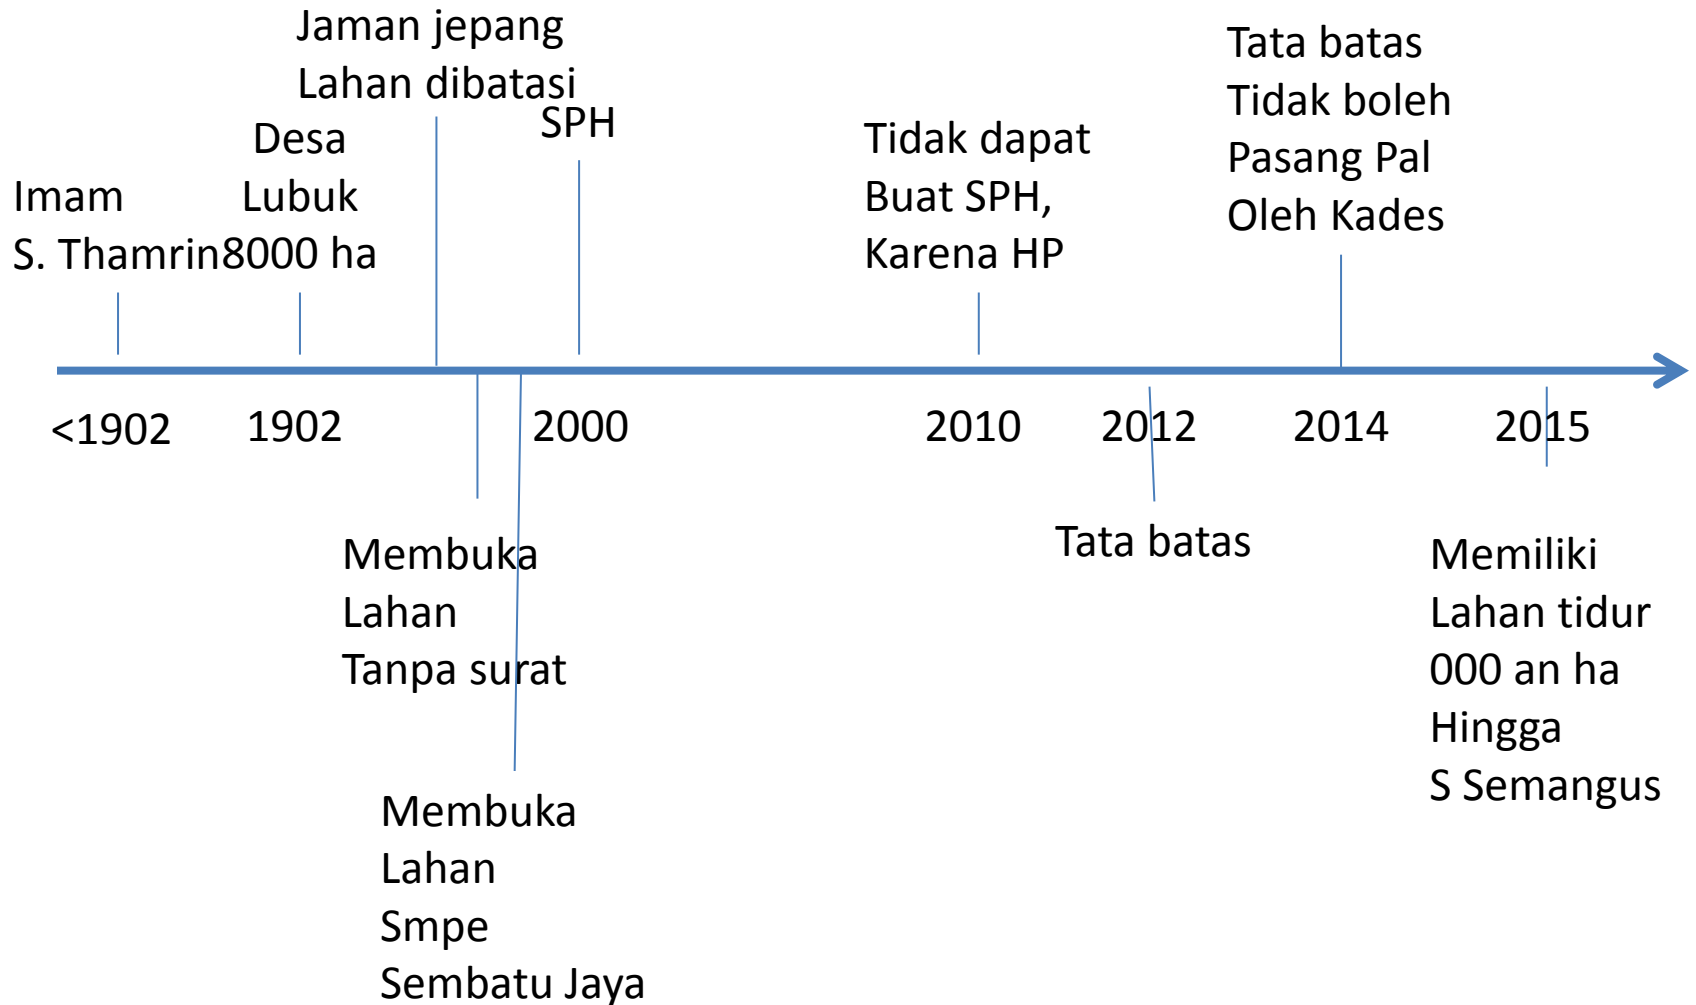 Jaman jepang
Lahan dibatasi
SPH
Desa
Lubuk
8000 ha
Imam
S. Thamrin
Tidak dapat
Buat SPH,
Karena HP
Tata batas
Tidak boleh
Pasang Pal
Oleh Kades
<1902
1902
2000
2010
2012
2014
2015
Membuka
Lahan
Tanpa surat
Membuka
Lahan
Smpe
Sembatu Jaya
Tata batas
Memiliki
Lahan tidur
000 an ha
Hingga
S Semangus